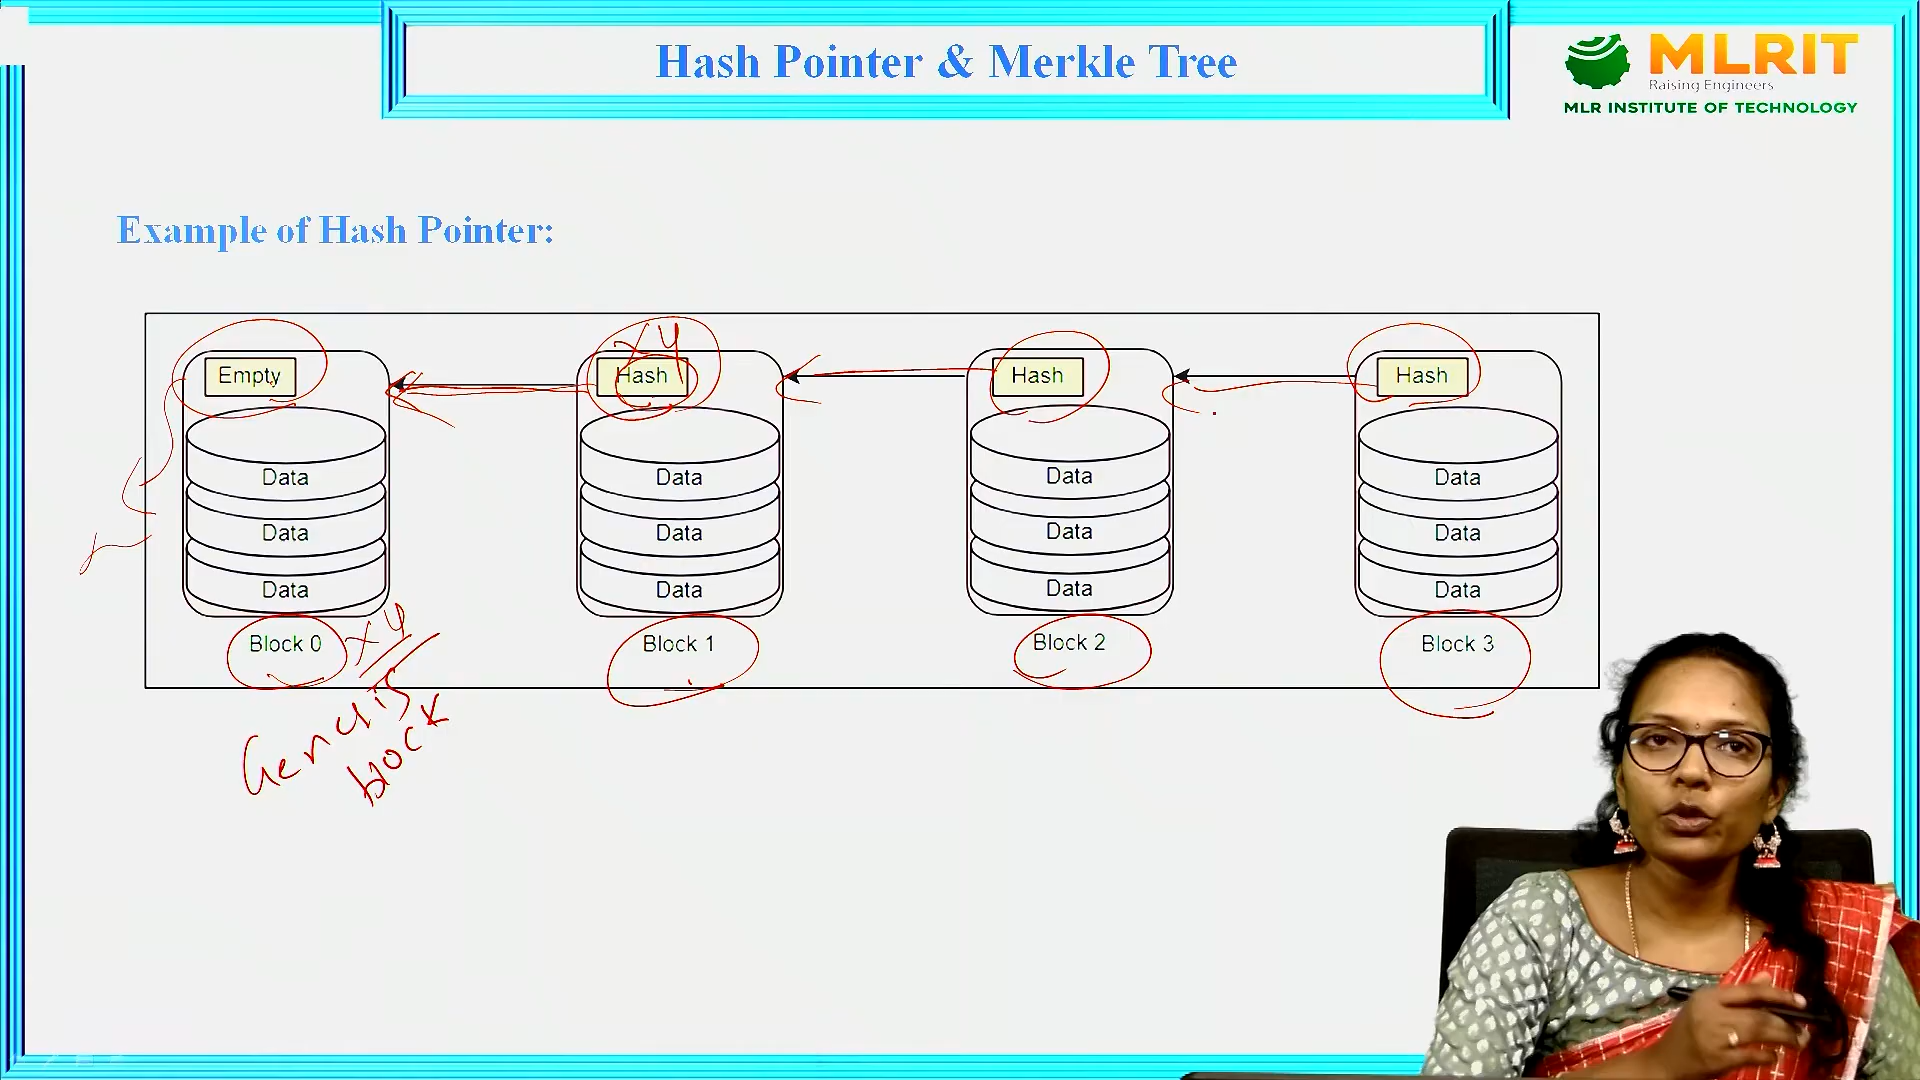 Hash Pointer & Merkle Tree
MLRIT
Raising Engineers
MLR INSTITUTE OF TECHNOLOGY
Example of Hash Pointer:
xy
Empty Hash Hash Hash
Data Data Data Data
Data Data Data Data
Data Data Data Data
Block 0 Block 1 Block 2 Block 3
xy
Genesis
block